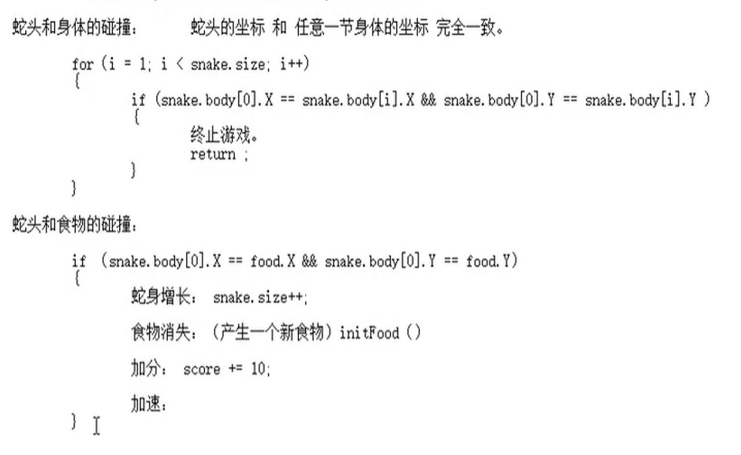 蛇头和身体的碰撞： 蛇头的坐标 和 任意一节身体的坐标 完全一致。
for (i = 1; i < snake.size; i++)
{
if (snake.body[0].X == snake.body[i].X && snake.body[0].Y == snake.body[i].Y )
{
终止游戏。
return ;
}
}
蛇头和食物的碰撞：
if (snake.body[0].X == food.X && snake.body[0].Y == food.Y)
{
蛇身增长： snake.size++;
食物消失：（产生一个新食物）initFood（）
加分： score += 10;
加速：
}